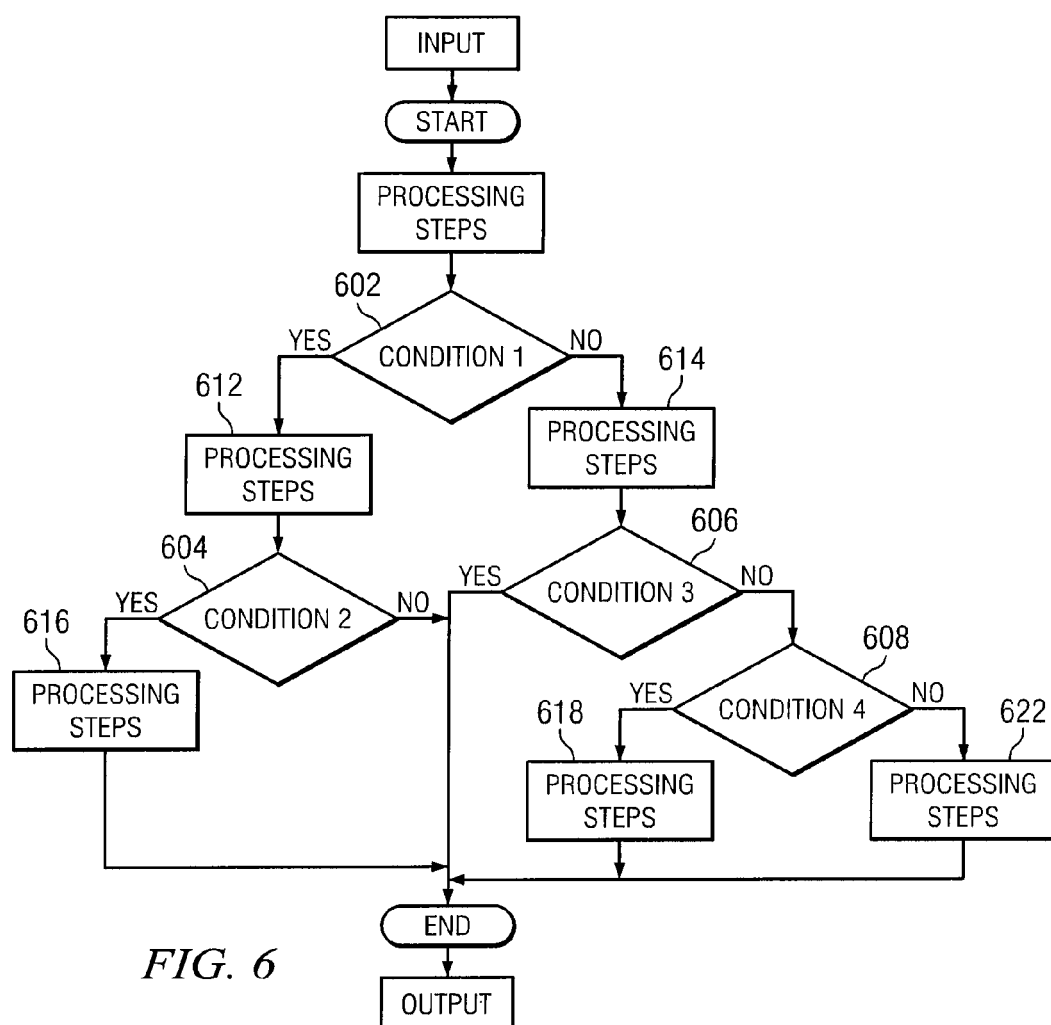 INPUT
START
PROCESSING
STEPS
602
YES
CONDITION 1
NO
612
PROCESSING
STEPS
614
PROCESSING
STEPS
604
YES
CONDITION 2
NO
606
YES
CONDITION 3
NO
616
PROCESSING
STEPS
608
YES
CONDITION 4
NO
618
PROCESSING
STEPS
622
PROCESSING
STEPS
END
OUTPUT
FIG. 6